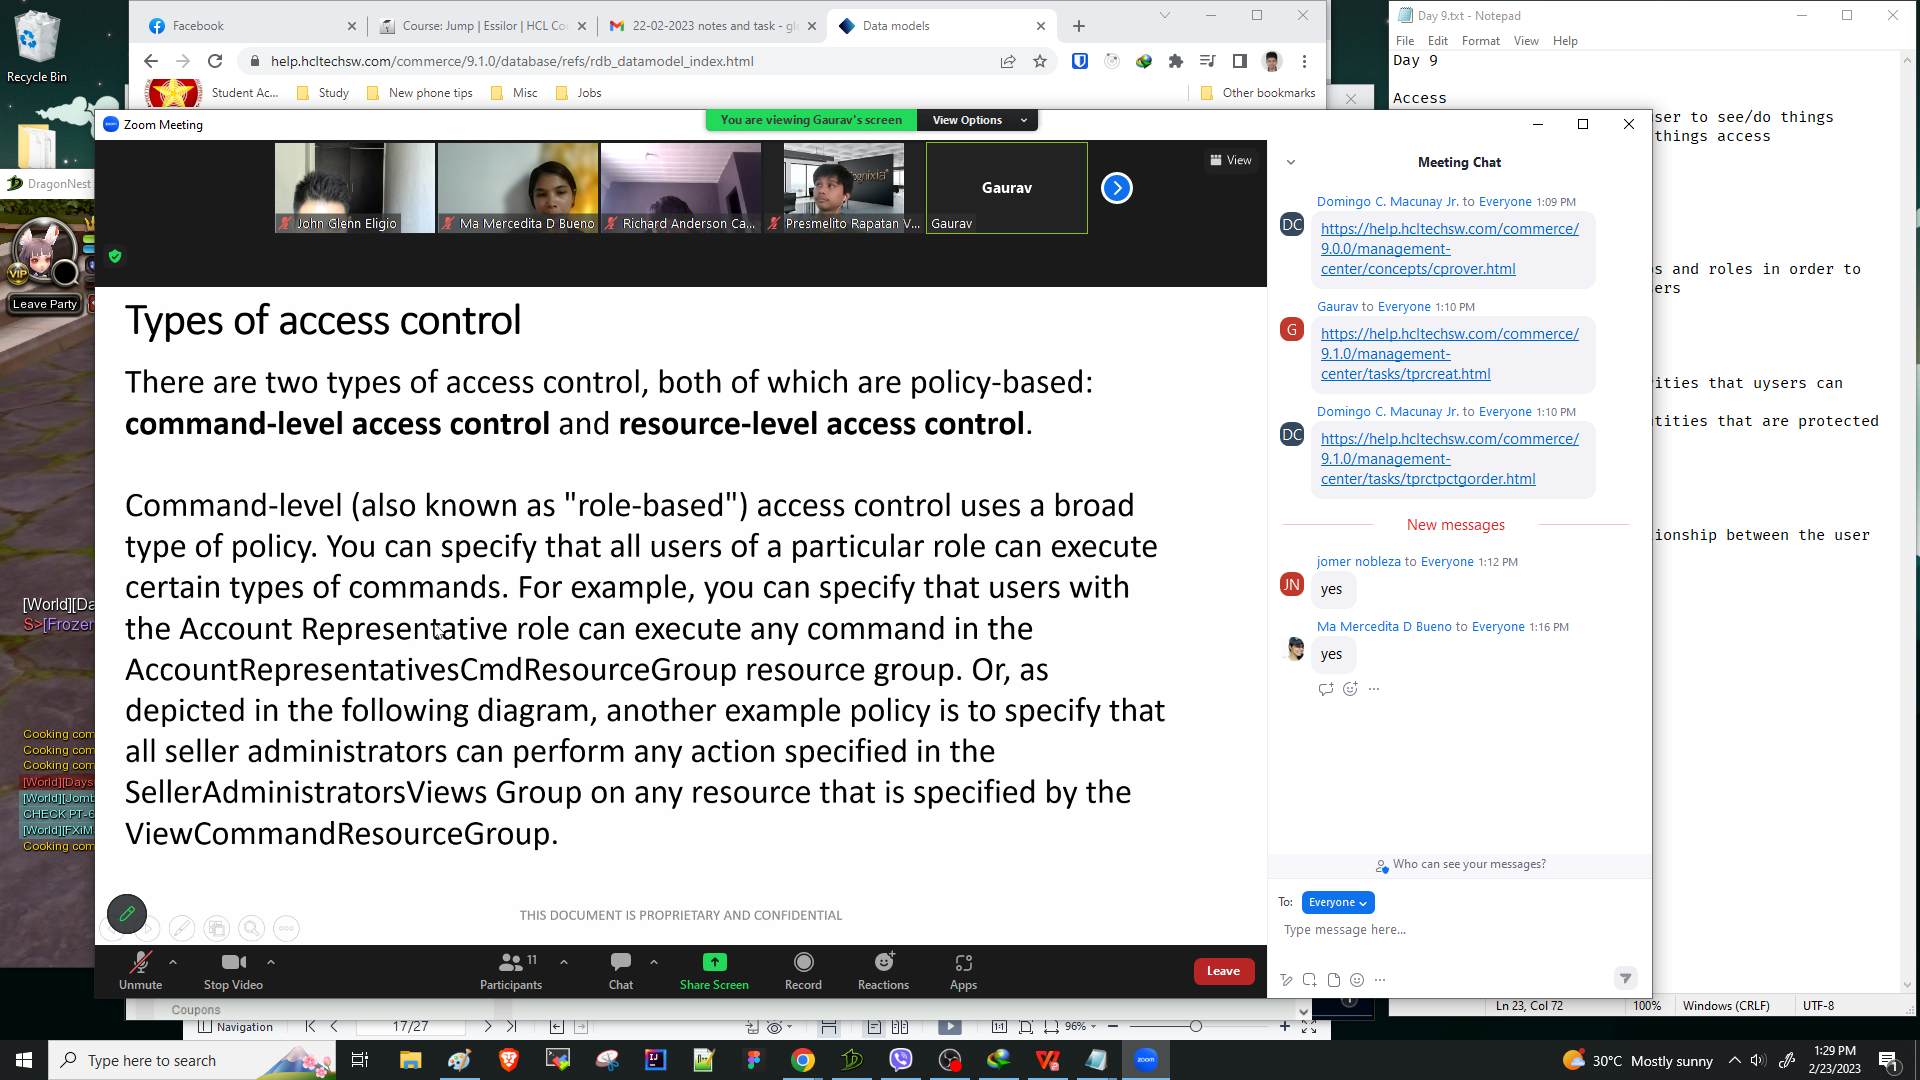 Recycle Bin
Facebook
Course: Jump | Essilor | HCL Co
22-02-2023 notes and task - gl
Data models
help.hcltechsw.com/commerce/9.1.0/database/refs/rdb_datamodel_index.html
Student Ac...
Study
New phone tips
Misc
Jobs
Other bookmarks
Day 9.txt - Notepad
File Edit Format View Help
Day 9
Access
ser to see/do things
things access
s and roles in order to
ers
vities that uysers can
ntities that are protected
ionship between the user
Ln 23, Col 72
100%
Windows (CRLF)
UTF-8
DragonNest
VIP
Leave Party
[World][Da
S>[Frozen
Cooking com
Cooking com
Cooking com
[World][Days
[World][Jomb
CHECK PT-6
[World][FXiM
Cooking com
Zoom Meeting
You are viewing Gaurav's screen
View Options
View
John Glenn Eligio
Ma Mercedita D Bueno
Richard Anderson Ca...
Presmelito Rapatan V...
Gaurav
Gaurav
Types of access control
There are two types of access control, both of which are policy-based:
command-level access control and resource-level access control.
Command-level (also known as "role-based") access control uses a broad
type of policy. You can specify that all users of a particular role can execute
certain types of commands. For example, you can specify that users with
the Account Representative role can execute any command in the
AccountRepresentativesCmdResourceGroup resource group. Or, as
depicted in the following diagram, another example policy is to specify that
all seller administrators can perform any action specified in the
SellerAdministratorsViews Group on any resource that is specified by the
ViewCommandResourceGroup.
THIS DOCUMENT IS PROPRIETARY AND CONFIDENTIAL
Unmute
Stop Video
11
Participants
Chat
Share Screen
Record
Reactions
Apps
Leave
Meeting Chat
Domingo C. Macunay Jr. to Everyone 1:09 PM
DC
https://help.hcltechsw.com/commerce/
9.0.0/management-
center/concepts/cprover.html
Gaurav to Everyone 1:10 PM
G
https://help.hcltechsw.com/commerce/
9.1.0/management-
center/tasks/tprcreat.html
Domingo C. Macunay Jr. to Everyone 1:10 PM
DC
https://help.hcltechsw.com/commerce/
9.1.0/management-
center/tasks/tprctpctgorder.html
New messages
jomer nobleza to Everyone 1:12 PM
JN
yes
Ma Mercedita D Bueno to Everyone 1:16 PM
yes
Who can see your messages?
To: Everyone
Type message here...
Coupons
Navigation
17/27
96%
Type here to search
zoom
30°C Mostly sunny
1:29 PM
2/23/2023
1